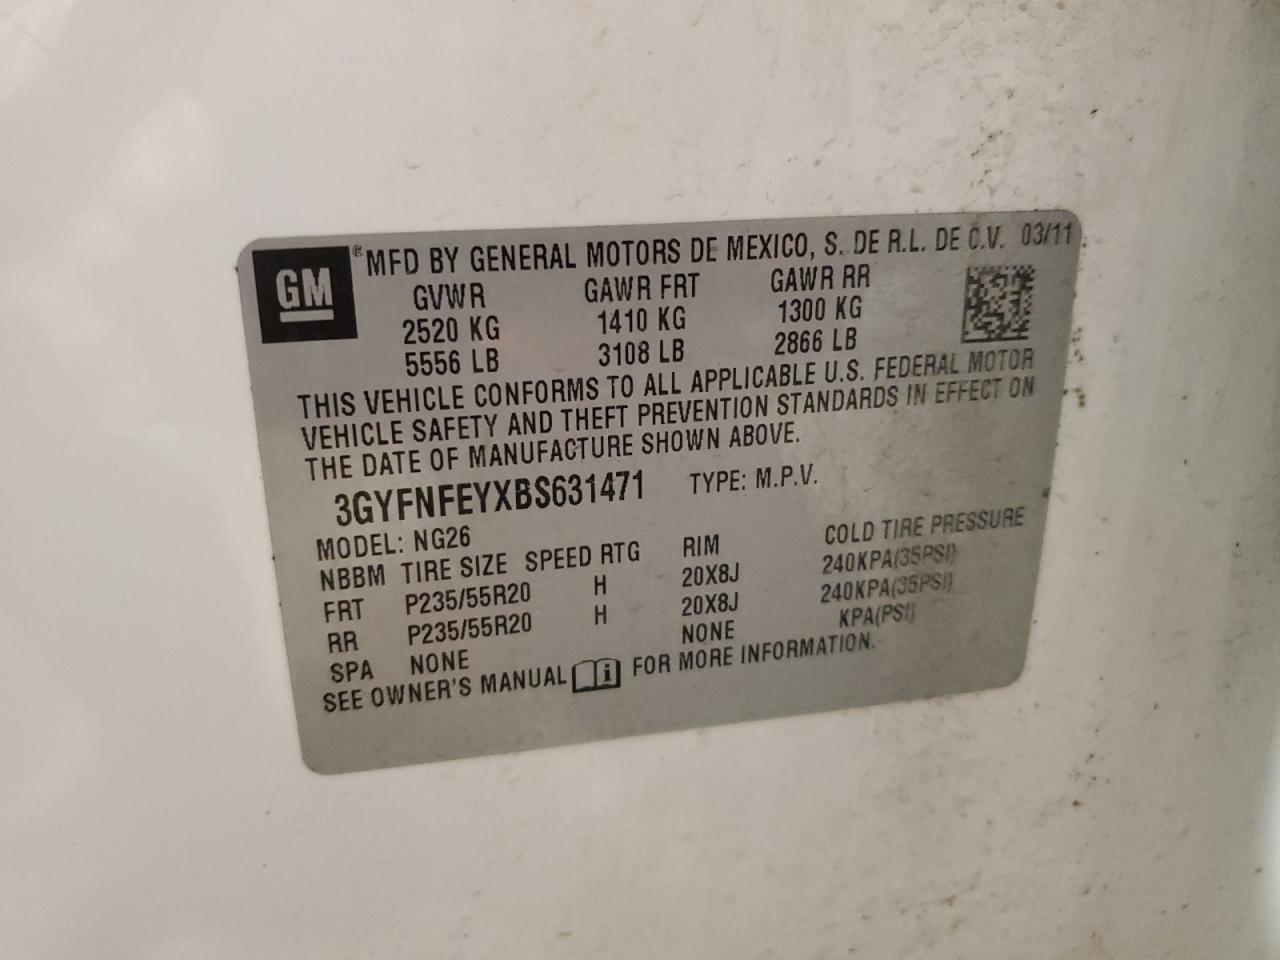 GM ® MFD BY GENERAL MOTORS DE MEXICO, S. DE R.L. DE C.V. 03/11
GVWR GAWR FRT GAWR RR
2520 KG 1410 KG 1300 KG
5556 LB 3108 LB 2866 LB
THIS VEHICLE CONFORMS TO ALL APPLICABLE U.S. FEDERAL MOTOR
VEHICLE SAFETY AND THEFT PREVENTION STANDARDS IN EFFECT ON
THE DATE OF MANUFACTURE SHOWN ABOVE.
3GYFNFEYXBS631471 TYPE: M.P.V.
MODEL: NG26
NBBM TIRE SIZE SPEED RTG RIM COLD TIRE PRESSURE
FRT P235/55R20 H 20X8J 240KPA(35PSI)
RR P235/55R20 H 20X8J 240KPA(35PSI)
SPA NONE NONE KPA(PSI)
SEE OWNER'S MANUAL FOR MORE INFORMATION.